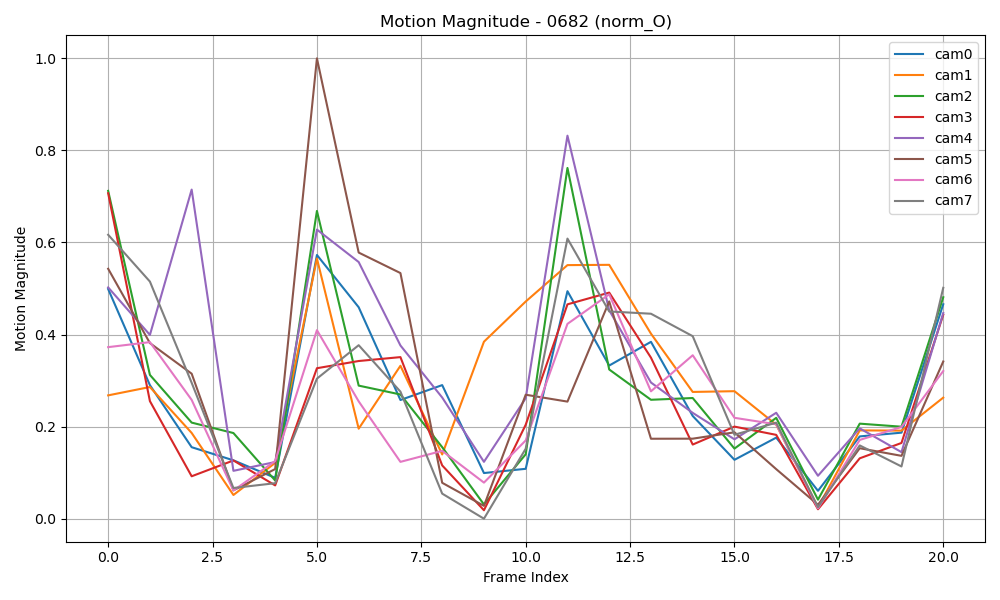 Motion Magnitude - 0682 (norm_O)
Motion Magnitude
1.0
0.8
0.6
0.4
0.2
0.0
0.0 2.5 5.0 7.5 10.0 12.5 15.0 17.5 20.0
Frame Index
cam0
cam1
cam2
cam3
cam4
cam5
cam6
cam7